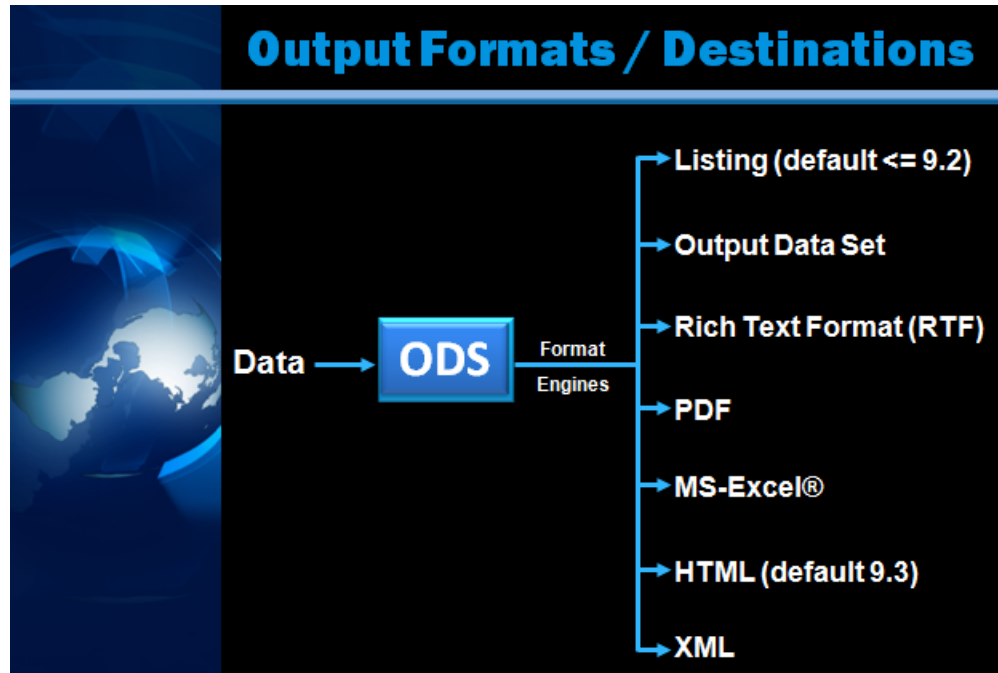 Output Formats / Destinations
Listing (default <= 9.2)
Output Data Set
Rich Text Format (RTF)
Data
ODS
Format
Engines
PDF
MS-Excel®
HTML (default 9.3)
XML